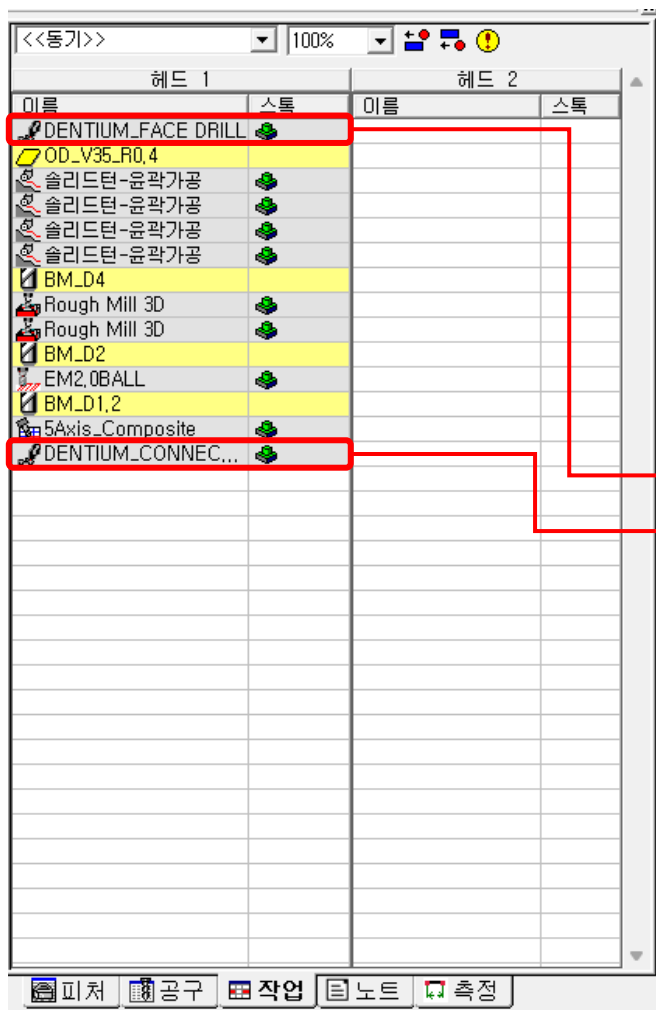 <<동기>> 100%
헤드 1 헤드 2
이름 스톡 이름 스톡
DENTIUM_FACE DRILL
OD_V35_R0,4
솔리드턴-윤곽가공
솔리드턴-윤곽가공
솔리드턴-윤곽가공
솔리드턴-윤곽가공
BM_D4
Rough Mill 3D
Rough Mill 3D
BM_D2
EM2,0BALL
BM_D1,2
5Axis_Composite
DENTIUM_CONNEC...
피처 공구 작업 노트 측정